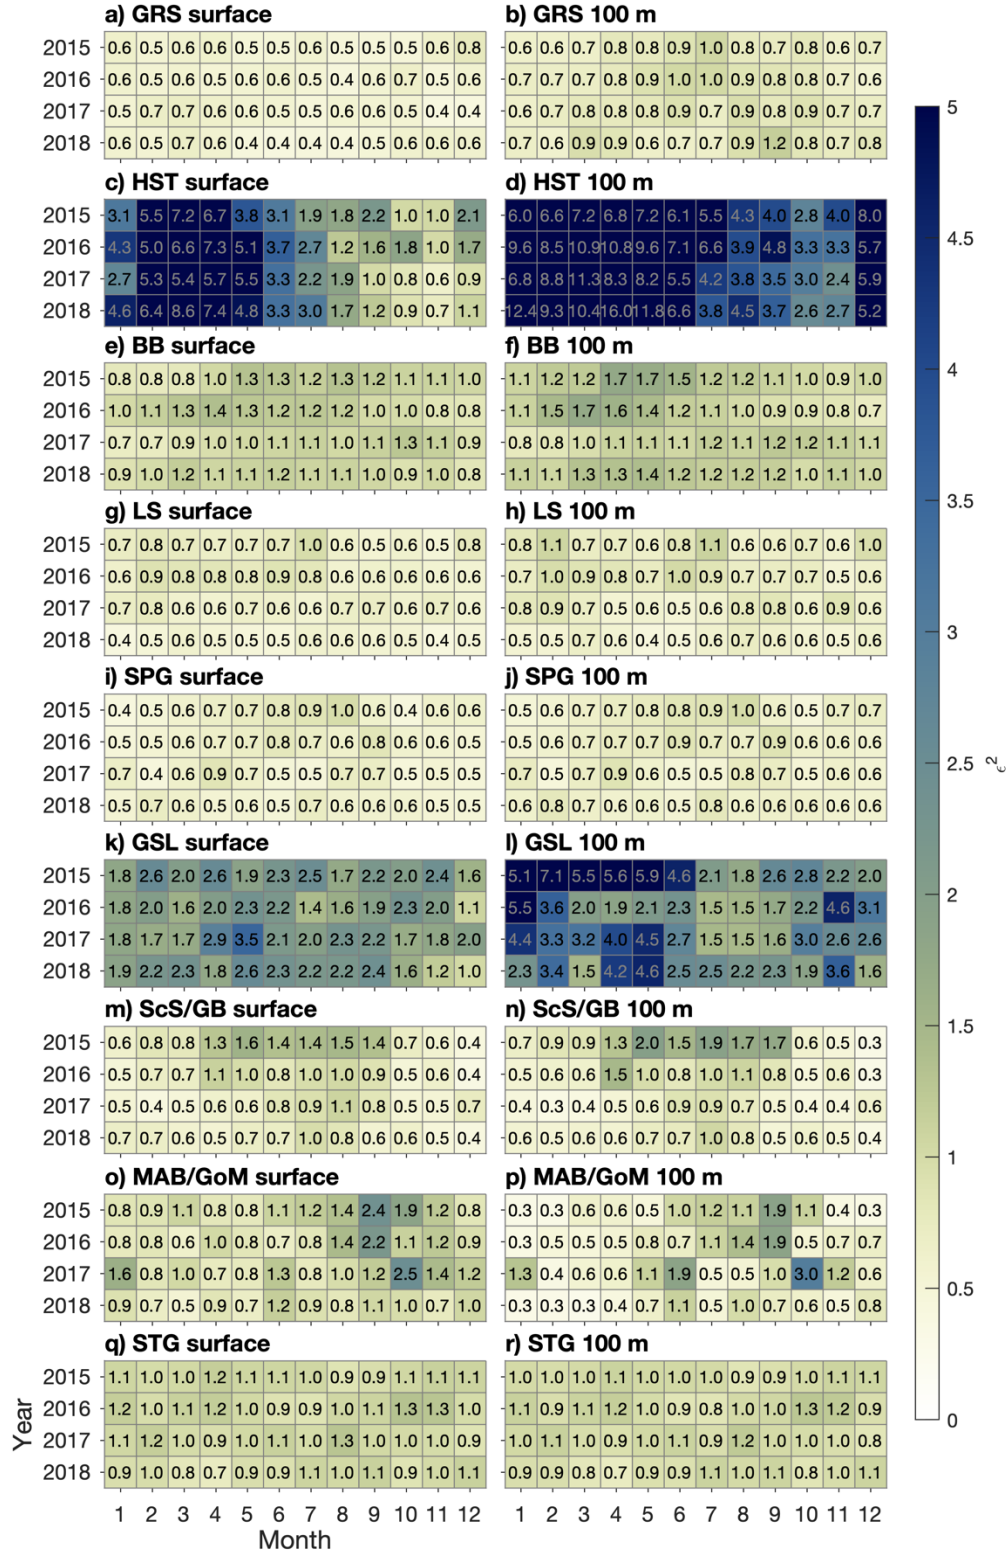 a) GRS surface
b) GRS 100 m
2015 0.6 0.5 0.6 0.6 0.5 0.5 0.6 0.5 0.5 0.5 0.6 0.8 0.6 0.6 0.7 0.8 0.8 0.9 1.0 0.8 0.7 0.8 0.6 0.7
2016 0.6 0.5 0.6 0.5 0.6 0.6 0.5 0.4 0.6 0.7 0.5 0.6 0.7 0.7 0.7 0.8 0.9 1.0 1.0 0.9 0.8 0.8 0.7 0.6
2017 0.5 0.7 0.7 0.6 0.6 0.5 0.6 0.6 0.5 0.6 0.4 0.4 0.6 0.7 0.8 0.8 0.8 0.9 0.7 0.9 0.8 0.9 0.7 0.7
2018 0.6 0.5 0.7 0.6 0.4 0.4 0.4 0.4 0.5 0.6 0.6 0.6 0.7 0.6 0.9 0.9 0.6 0.7 0.7 0.9 1.2 0.8 0.7 0.8
c) HST surface
d) HST 100 m
2015 3.1 5.5 7.2 6.7 3.8 3.1 1.9 1.8 2.2 1.0 1.0 2.1 6.0 6.6 7.2 6.8 7.2 6.1 5.5 4.3 4.0 2.8 4.0 8.0
2016 4.3 5.0 6.6 7.3 5.1 3.7 2.7 1.2 1.6 1.8 1.0 1.7 9.6 8.5 10.9 10.8 9.6 7.1 6.6 3.9 4.8 3.3 3.3 5.7
2017 2.7 5.3 5.4 5.7 5.5 3.3 2.2 1.9 1.0 0.8 0.6 0.9 6.8 8.8 11.3 8.3 8.2 5.5 4.2 3.8 3.5 3.0 2.4 5.9
2018 4.6 6.4 8.6 7.4 4.8 3.3 3.0 1.7 1.2 0.9 0.7 1.1 12.4 9.3 10.4 16.0 11.8 6.6 3.8 4.5 3.7 2.6 2.7 5.2
e) BB surface
f) BB 100 m
2015 0.8 0.8 0.8 1.0 1.3 1.3 1.2 1.3 1.2 1.1 1.1 1.0 1.1 1.2 1.2 1.7 1.7 1.5 1.2 1.2 1.1 1.0 0.9 1.0
2016 1.0 1.1 1.3 1.4 1.3 1.2 1.2 1.2 1.0 1.0 0.8 0.8 1.1 1.5 1.7 1.6 1.4 1.2 1.1 1.0 0.9 0.9 0.8 0.7
2017 0.7 0.7 0.9 1.0 1.0 1.1 1.1 1.0 1.1 1.3 1.1 0.9 0.8 0.8 1.0 1.1 1.1 1.1 1.2 1.1 1.2 1.2 1.1 1.1
2018 0.9 1.0 1.2 1.1 1.1 1.2 1.1 1.1 1.0 0.9 1.0 0.8 1.1 1.1 1.3 1.3 1.4 1.2 1.2 1.2 1.2 1.0 1.1 1.0
g) LS surface
h) LS 100 m
2015 0.7 0.8 0.7 0.7 0.7 0.7 1.0 0.6 0.5 0.6 0.5 0.8 0.8 1.1 0.7 0.7 0.6 0.8 1.1 0.6 0.6 0.7 0.6 1.0
2016 0.6 0.9 0.8 0.8 0.8 0.9 0.8 0.6 0.6 0.6 0.6 0.6 0.7 1.0 0.9 0.8 0.7 1.0 0.9 0.7 0.7 0.7 0.5 0.6
2017 0.7 0.8 0.6 0.6 0.7 0.6 0.6 0.7 0.7 0.6 0.7 0.6 0.8 0.9 0.7 0.5 0.6 0.5 0.6 0.8 0.8 0.6 0.9 0.6
2018 0.4 0.5 0.6 0.5 0.5 0.5 0.6 0.6 0.6 0.5 0.4 0.5 0.5 0.5 0.7 0.6 0.4 0.5 0.6 0.7 0.6 0.6 0.5 0.6
i) SPG surface
j) SPG 100 m
2015 0.4 0.5 0.6 0.7 0.7 0.8 0.9 1.0 0.6 0.4 0.6 0.6 0.5 0.6 0.7 0.7 0.8 0.8 0.9 1.0 0.6 0.5 0.7 0.7
2016 0.5 0.5 0.6 0.7 0.7 0.8 0.7 0.6 0.8 0.6 0.6 0.5 0.5 0.6 0.7 0.7 0.7 0.9 0.7 0.7 0.9 0.6 0.6 0.6
2017 0.7 0.4 0.6 0.9 0.7 0.5 0.5 0.7 0.7 0.5 0.5 0.5 0.7 0.5 0.7 0.9 0.6 0.5 0.5 0.8 0.7 0.5 0.6 0.6
2018 0.5 0.7 0.6 0.5 0.6 0.5 0.7 0.6 0.6 0.6 0.5 0.5 0.6 0.8 0.7 0.6 0.6 0.5 0.8 0.6 0.6 0.6 0.6 0.6
k) GSL surface
l) GSL 100 m
2015 1.8 2.6 2.0 2.6 1.9 2.3 2.5 1.7 2.2 2.0 2.4 1.6 5.1 7.1 5.5 5.6 5.9 4.6 2.1 1.8 2.6 2.8 2.2 2.0
2016 1.8 2.0 1.6 2.0 2.3 2.2 1.4 1.6 1.9 2.3 2.0 1.1 5.5 3.6 2.0 1.9 2.1 2.3 1.5 1.5 1.7 2.2 4.6 3.1
2017 1.8 1.7 1.7 2.9 3.5 2.1 2.0 2.3 2.2 1.7 1.8 2.0 4.4 3.3 3.2 4.0 4.5 2.7 1.5 1.5 1.6 3.0 2.6 2.6
2018 1.9 2.2 2.3 1.8 2.6 2.3 2.2 2.2 2.4 1.6 1.2 1.0 2.3 3.4 1.5 4.2 4.6 2.5 2.5 2.2 2.3 1.9 3.6 1.6
m) ScS/GB surface
n) ScS/GB 100 m
2015 0.6 0.8 0.8 1.3 1.6 1.4 1.4 1.5 1.4 0.7 0.6 0.4 0.7 0.9 0.9 1.3 2.0 1.5 1.9 1.7 1.7 0.6 0.5 0.3
2016 0.5 0.7 0.7 1.1 1.0 0.8 1.0 1.0 0.9 0.5 0.6 0.4 0.5 0.6 0.6 1.5 1.0 0.8 1.0 1.1 0.8 0.5 0.6 0.3
2017 0.5 0.4 0.5 0.6 0.6 0.8 0.9 1.1 0.8 0.5 0.5 0.7 0.4 0.3 0.4 0.5 0.6 0.9 0.9 0.7 0.5 0.4 0.4 0.6
2018 0.7 0.7 0.6 0.5 0.7 0.7 1.0 0.8 0.6 0.6 0.5 0.4 0.6 0.5 0.6 0.6 0.7 0.7 1.0 0.8 0.5 0.6 0.5 0.4
o) MAB/GoM surface
p) MAB/GoM 100 m
2015 0.8 0.9 1.1 0.8 0.8 1.1 1.2 1.4 2.4 1.9 1.2 0.8 0.3 0.3 0.6 0.6 0.5 1.0 1.2 1.1 1.9 1.1 0.4 0.3
2016 0.8 0.8 0.6 1.0 0.8 0.7 0.8 1.4 2.2 1.1 1.2 0.9 0.3 0.5 0.5 0.5 0.8 0.7 1.1 1.4 1.9 0.5 0.7 0.7
2017 1.6 0.8 1.0 0.7 0.8 1.3 0.8 1.0 1.2 2.5 1.4 1.2 1.3 0.4 0.6 0.6 1.1 1.9 0.5 0.5 1.0 3.0 1.2 0.6
2018 0.9 0.7 0.5 0.9 0.7 1.2 0.9 0.8 1.1 1.0 0.7 1.0 0.3 0.3 0.3 0.4 0.7 1.1 0.5 1.0 0.7 0.6 0.5 0.8
q) STG surface
r) STG 100 m
2015 1.1 1.0 1.0 1.2 1.1 1.1 1.0 0.9 0.9 1.1 1.1 1.1 1.0 1.0 1.0 1.1 1.0 1.0 1.0 0.9 0.9 1.0 1.1 1.1
2016 1.2 1.0 1.1 1.2 1.0 0.9 0.9 1.0 1.1 1.3 1.3 1.0 1.1 0.9 1.1 1.2 1.0 0.9 0.8 1.0 1.0 1.3 1.2 0.9
2017 1.1 1.2 1.0 0.9 1.0 1.1 1.0 1.3 1.0 1.0 1.0 0.9 1.0 1.1 1.0 0.9 1.0 1.1 0.9 1.2 1.0 1.0 1.0 0.8
2018 0.9 1.0 0.8 0.7 0.9 0.9 1.1 1.0 1.1 0.9 1.0 1.1 0.9 0.9 0.8 0.7 0.9 0.9 1.1 1.0 1.1 0.8 1.0 1.1
1 2 3 4 5 6 7 8 9 10 11 12 1 2 3 4 5 6 7 8 9 10 11 12
Month
Year
5
4.5
4
3.5
3
2.5
2
1.5
1
0.5
0
ϵ²